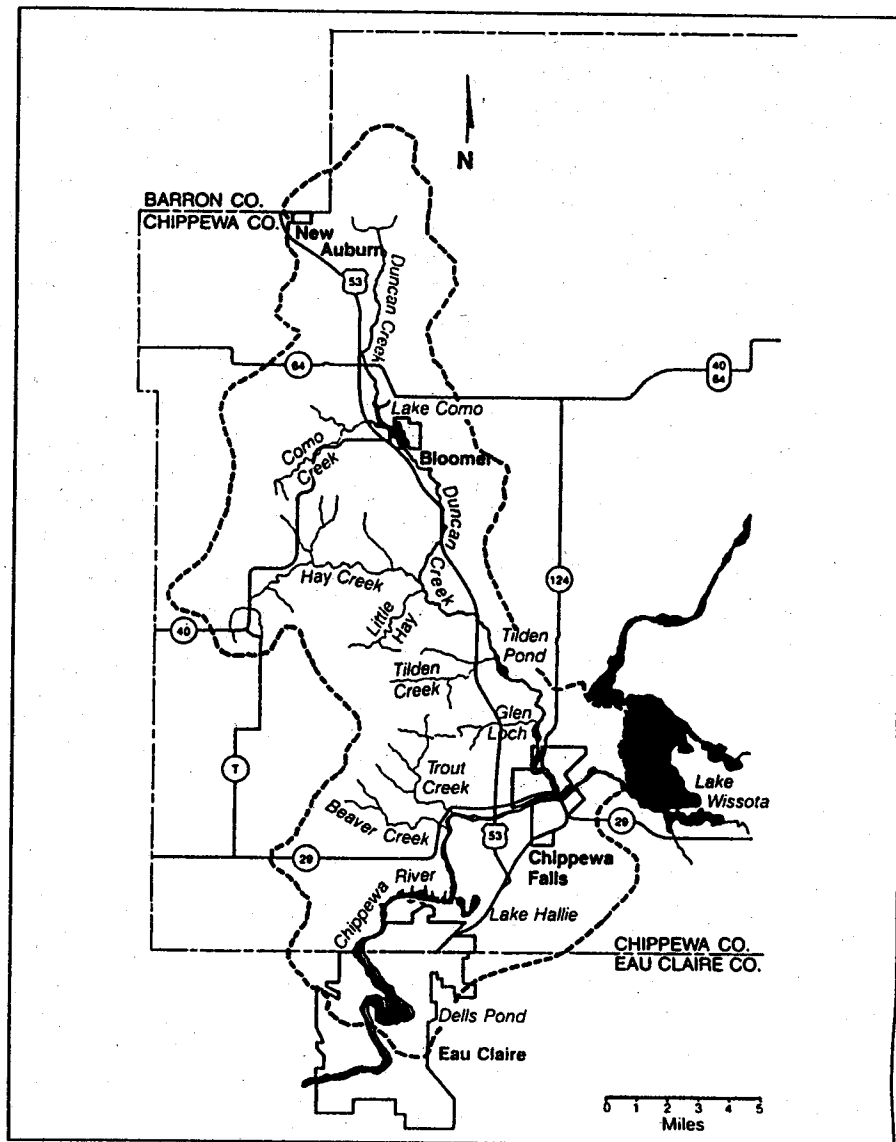 N
BARRON CO.
CHIPPEWA CO.
New
Auburn
53
Duncan Creek
64
40
64
Lake Como
Como
Creek
Bloomer
Duncan
Creek
Hay Creek
124
Little
Hay
40
Tilden
Pond
Tilden
Creek
Glen
Loch
T
Trout
Creek
Lake
Wissota
Beaver Creek
53
29
29
Chippewa
Falls
Chippewa
River
Lake Hallie
CHIPPEWA CO.
EAU CLAIRE CO.
Dells Pond
Eau Claire
0 1 2 3 4 5
Miles